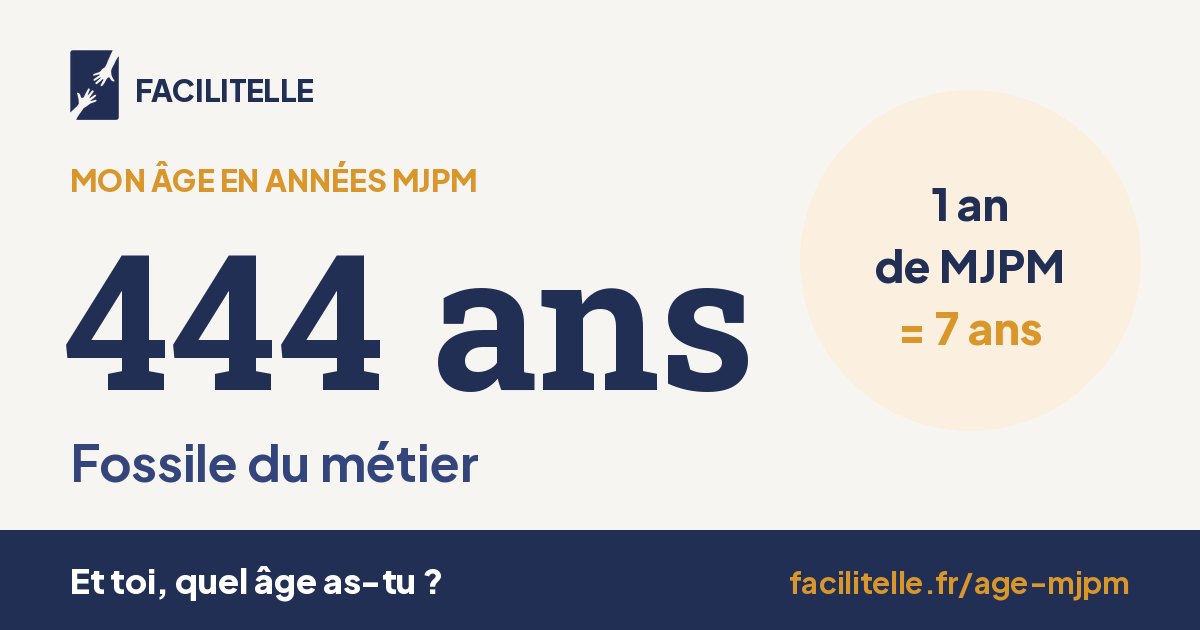 FACILITELLE
MON ÂGE EN ANNÉES MJPM
444 ans
Fossile du métier
1 an
de MJPM
= 7 ans
Et toi, quel âge as-tu ?
facilitelle.fr/age-mjpm